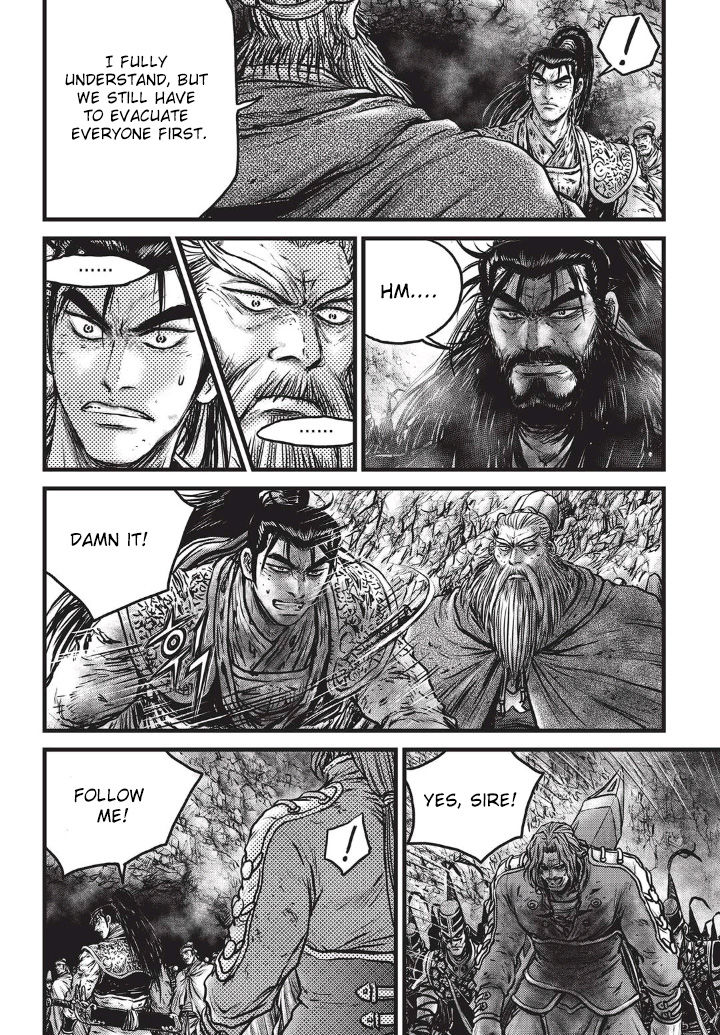 I FULLY
UNDERSTAND, BUT
WE STILL HAVE
TO EVACUATE
EVERYONE FIRST.
!
......
......
HM....
DAMN IT!
FOLLOW
ME!
!
YES, SIRE!